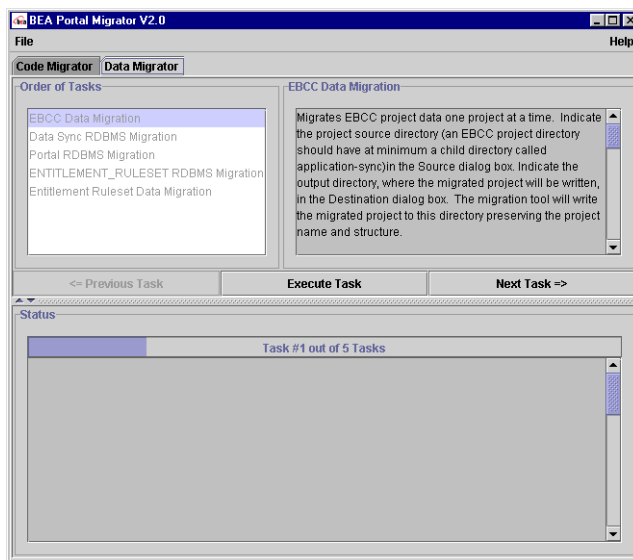 BEA Portal Migrator V2.0
File Help
Code Migrator Data Migrator
Order of Tasks
EBCC Data Migration
Data Sync RDBMS Migration
Portal RDBMS Migration
ENTITLEMENT_RULESET RDBMS Migration
Entitlement Ruleset Data Migration
EBCC Data Migration
Migrates EBCC project data one project at a time. Indicate
the project source directory (an EBCC project directory
should have at minimum a child directory called
application-sync)in the Source dialog box. Indicate the
output directory, where the migrated project will be written,
in the Destination dialog box. The migration tool will write
the migrated project to this directory preserving the project
name and structure.
<= Previous Task Execute Task Next Task =>
Status
Task #1 out of 5 Tasks